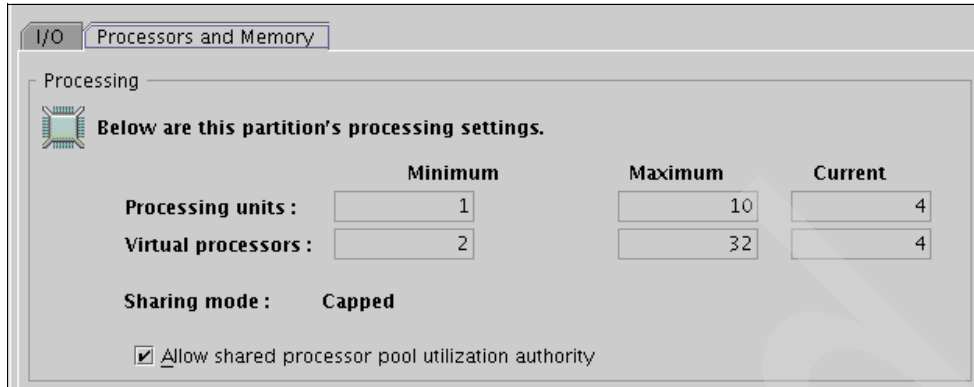 I/O Processors and Memory
Processing
Below are this partition's processing settings.
Minimum Maximum Current
Processing units : 1 10 4
Virtual processors : 2 32 4
Sharing mode : Capped
Allow shared processor pool utilization authority